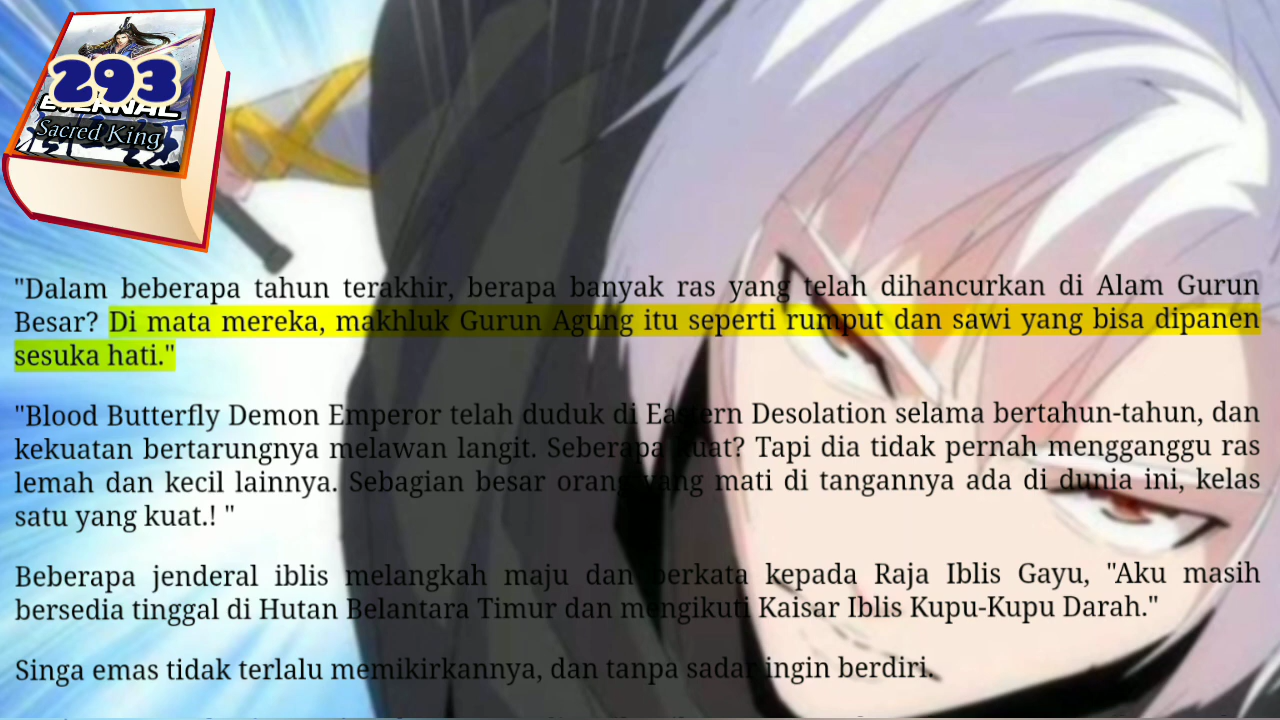 293
ETERNAL
Sacred King
"Dalam beberapa tahun terakhir, berapa banyak ras yang telah dihancurkan di Alam Gurun
Besar? Di mata mereka, makhluk Gurun Agung itu seperti rumput dan sawi yang bisa dipanen
sesuka hati."
"Blood Butterfly Demon Emperor telah duduk di Eastern Desolation selama bertahun-tahun, dan
kekuatan bertarungnya melawan langit. Seberapa kuat? Tapi dia tidak pernah mengganggu ras
lemah dan kecil lainnya. Sebagian besar orang yang mati di tangannya ada di dunia ini, kelas
satu yang kuat.! "
Beberapa jenderal iblis melangkah maju dan berkata kepada Raja Iblis Gayu, "Aku masih
bersedia tinggal di Hutan Belantara Timur dan mengikuti Kaisar Iblis Kupu-Kupu Darah."
Singa emas tidak terlalu memikirkannya, dan tanpa sadar ingin berdiri.